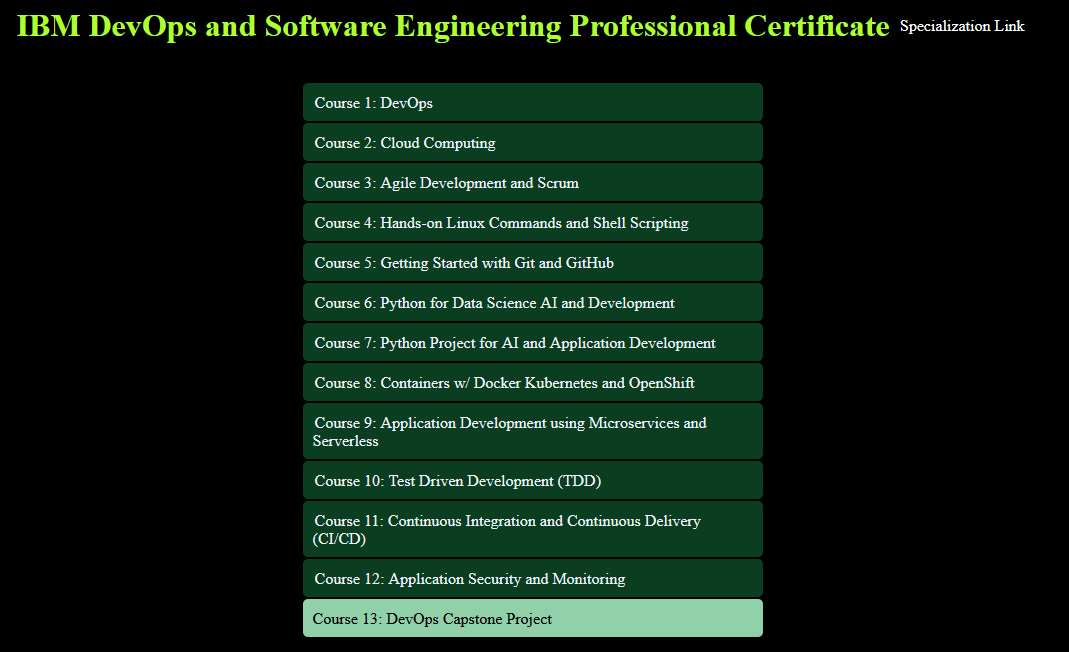 IBM DevOps and Software Engineering Professional Certificate Specialization Link
Course 1: DevOps
Course 2: Cloud Computing
Course 3: Agile Development and Scrum
Course 4: Hands-on Linux Commands and Shell Scripting
Course 5: Getting Started with Git and GitHub
Course 6: Python for Data Science AI and Development
Course 7: Python Project for AI and Application Development
Course 8: Containers w/ Docker Kubernetes and OpenShift
Course 9: Application Development using Microservices and
Serverless
Course 10: Test Driven Development (TDD)
Course 11: Continuous Integration and Continuous Delivery
(CI/CD)
Course 12: Application Security and Monitoring
Course 13: DevOps Capstone Project